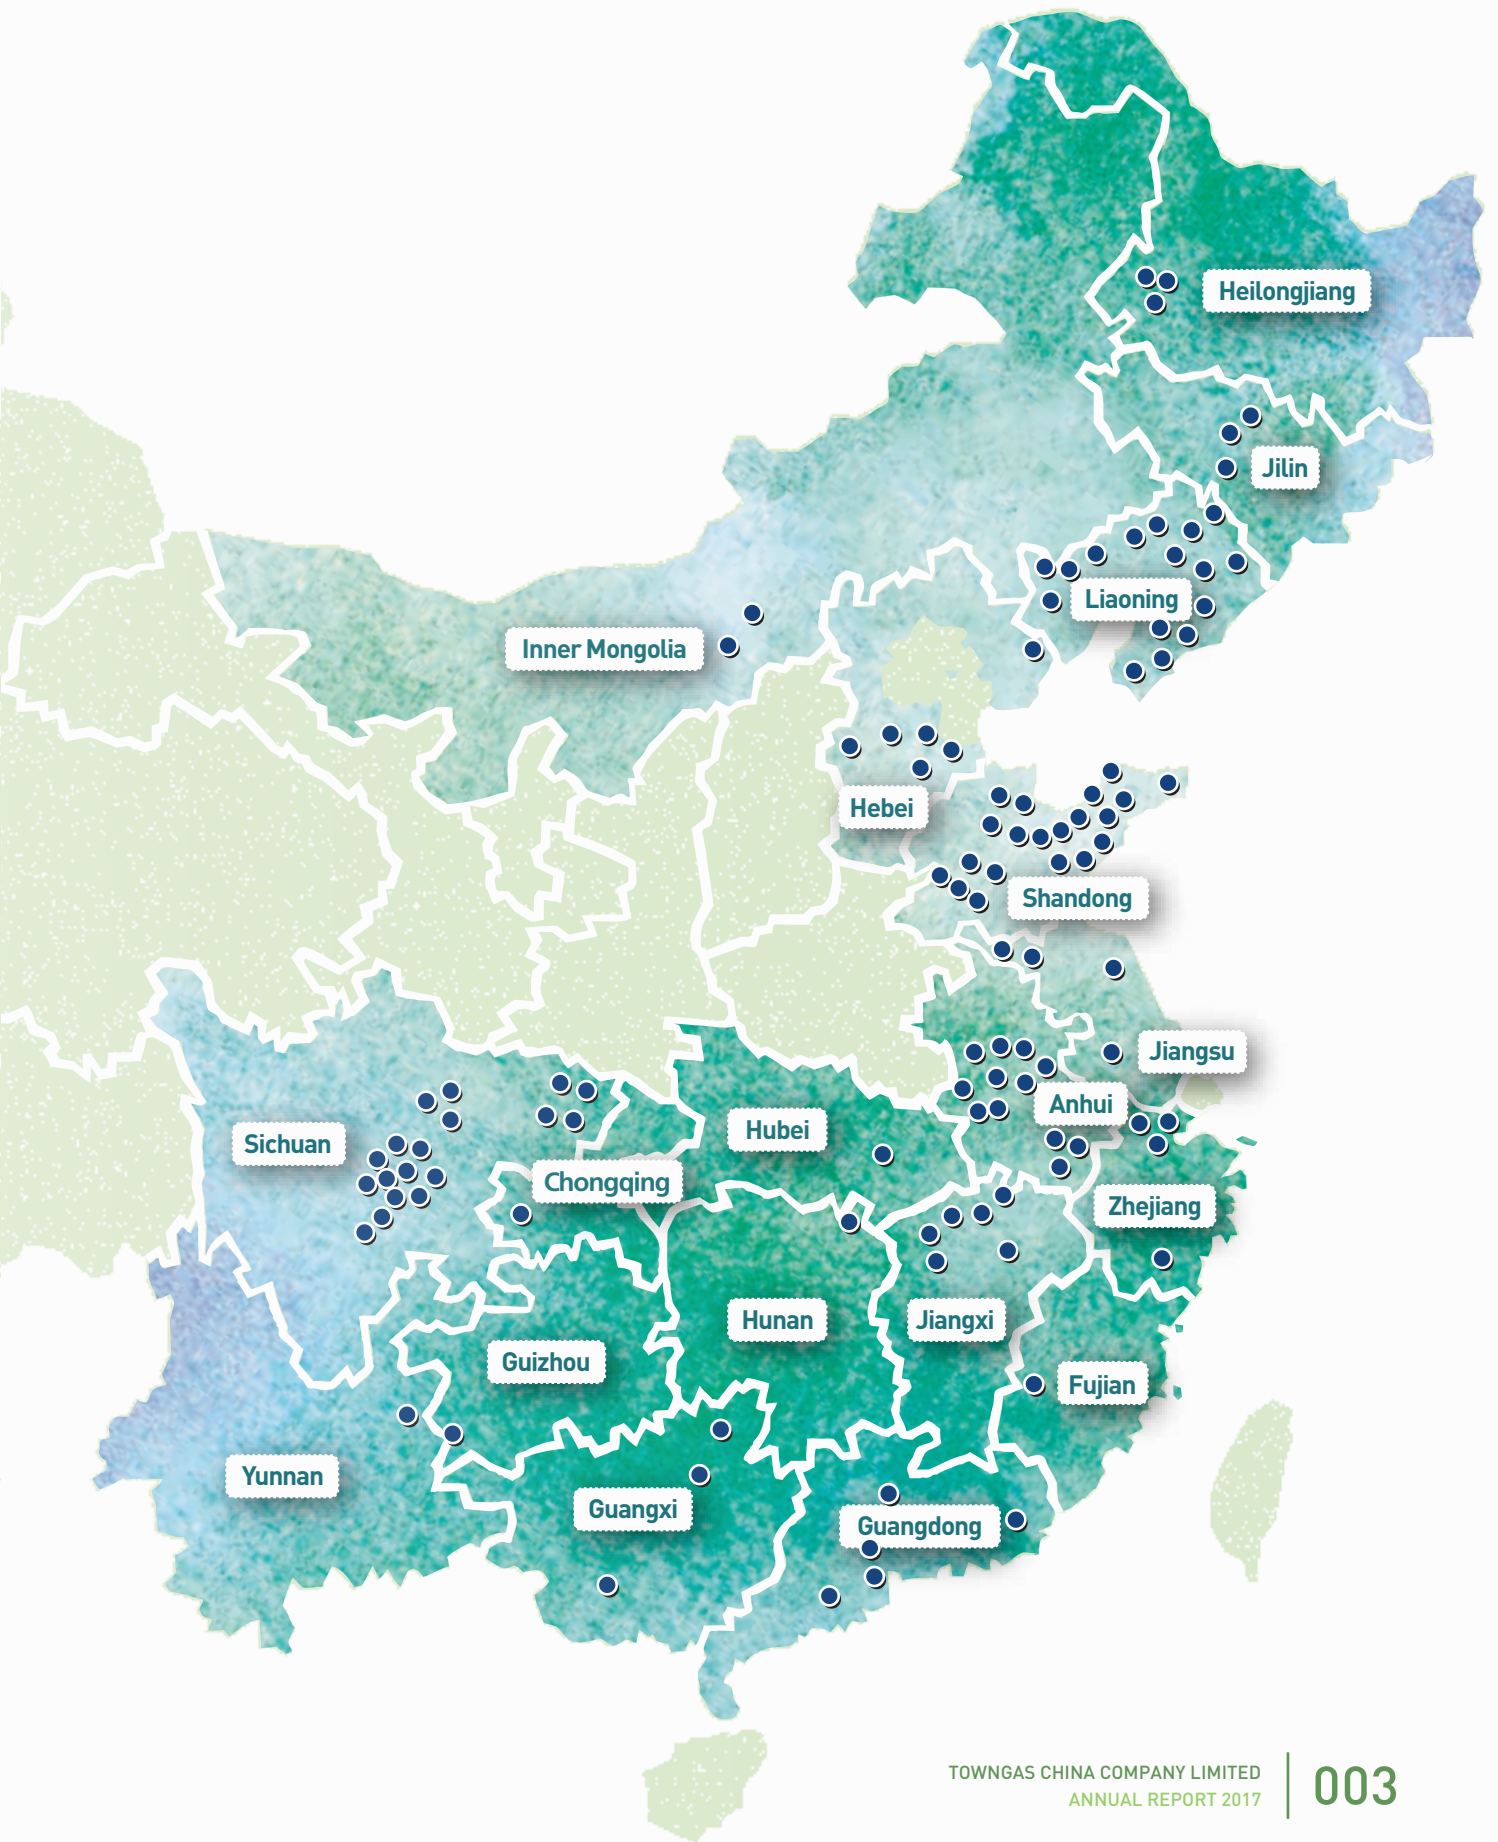 Heilongjiang
Jilin
Liaoning
Inner Mongolia
Hebei
Shandong
Jiangsu
Anhui
Hubei
Sichuan
Chongqing
Zhejiang
Hunan
Jiangxi
Guizhou
Fujian
Yunnan
Guangxi
Guangdong
TOWNGAS CHINA COMPANY LIMITED
ANNUAL REPORT 2017
003